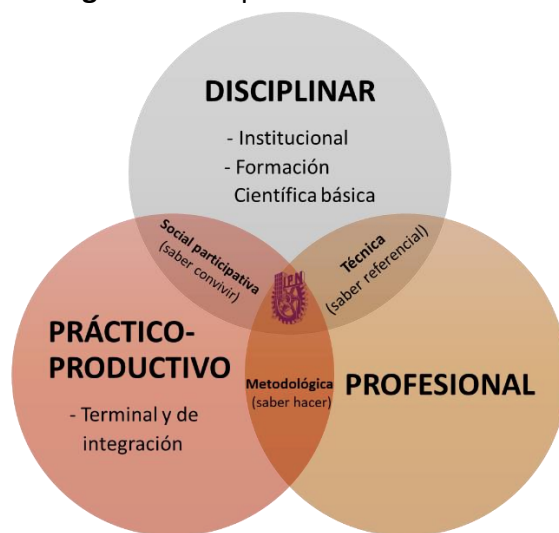 DISCIPLINAR
- Institucional
- Formación
Científica básica
Social participativa
(saber convivir)
Técnica
(saber referencial)
IPN
PRÁCTICO-
PRODUCTIVO
- Terminal y de
integración
Metodológica
(saber hacer)
PROFESIONAL